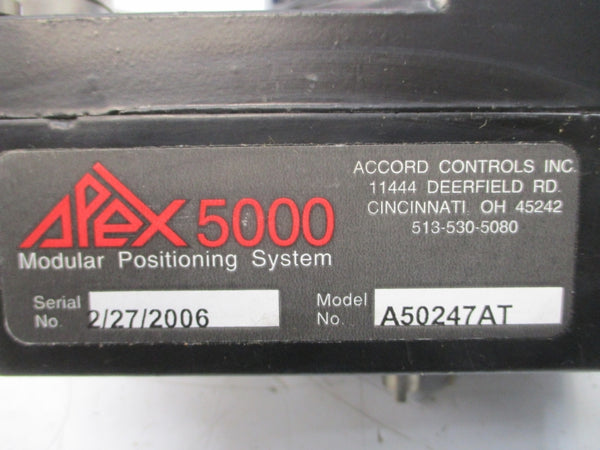 APEX 5000
Modular Positioning System
ACCORD CONTROLS INC.
11444 DEERFIELD RD.
CINCINNATI, OH 45242
513-530-5080
Serial No. 2/27/2006
Model No. A50247AT